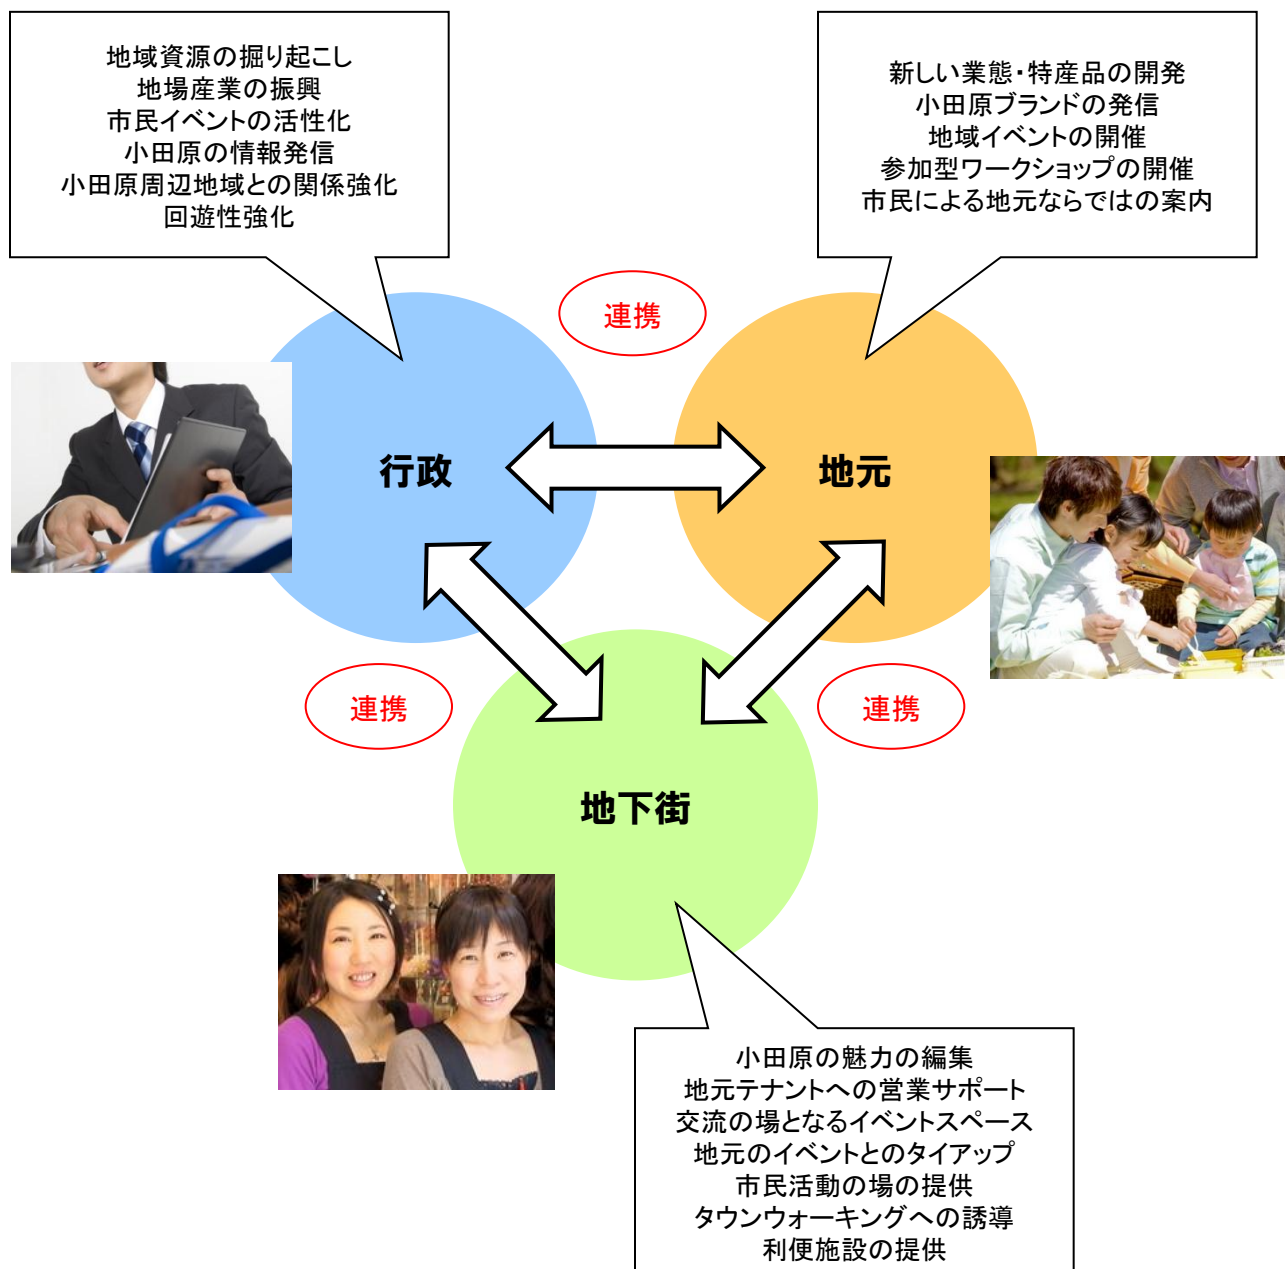 地域資源の掘り起こし
地場産業の振興
市民イベントの活性化
小田原の情報発信
小田原周辺地域との関係強化
回遊性強化
新しい業態・特産品の開発
小田原ブランドの発信
地域イベントの開催
参加型ワークショップの開催
市民による地元ならではの案内
連携
行政
地元
連携
連携
地下街
小田原の魅力の編集
地元テナントへの営業サポート
交流の場となるイベントスペース
地元のイベントとのタイアップ
市民活動の場の提供
タウンウォーキングへの誘導
利便施設の提供